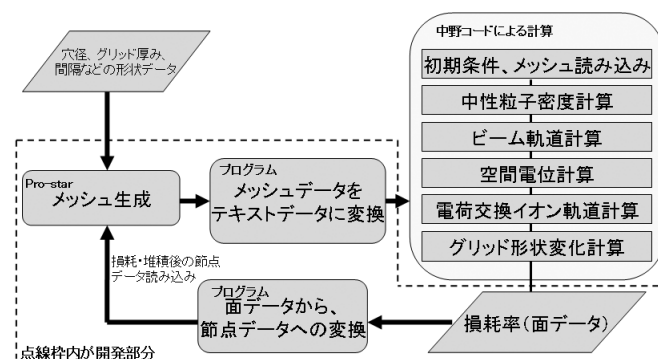 穴径、グリッド厚み、
間隔などの形状データ
中野コードによる計算
初期条件、メッシュ読み込み
中性粒子密度計算
ビーム軌道計算
空間電位計算
電荷交換イオン軌道計算
グリッド形状変化計算
Pro-star
メッシュ生成
プログラム
メッシュデータを
テキストデータに変換
損耗・堆積後の節点
データ読み込み
プログラム
面データから、
節点データへの変換
損耗率(面データ)
点線枠内が開発部分